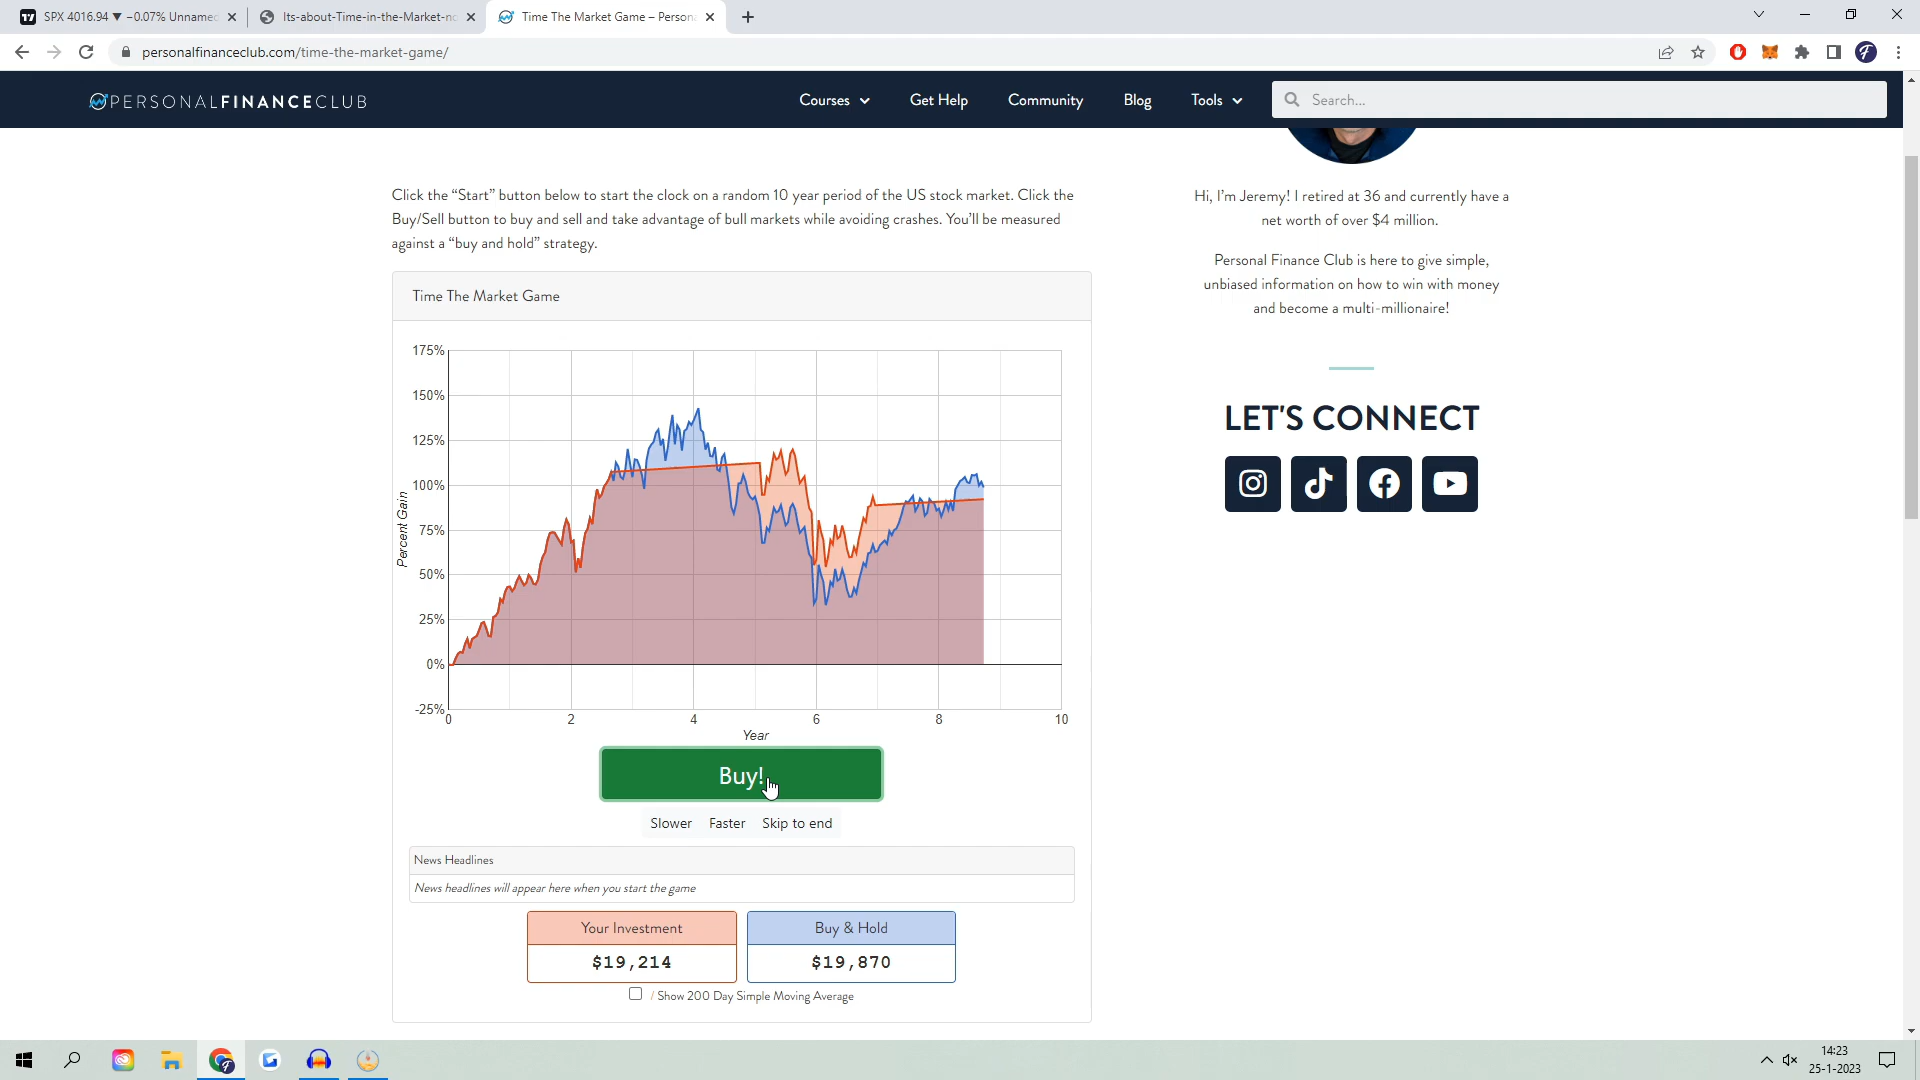 SPX 4016.94 ▼ −0.07% Unnamed
Its-about-Time-in-the-Market-no
Time The Market Game – Person
personalfinanceclub.com/time-the-market-game/
PERSONALFINANCECLUB
Courses
Get Help
Community
Blog
Tools
Search...
Click the “Start” button below to start the clock on a random 10 year period of the US stock market. Click the
Buy/Sell button to buy and sell and take advantage of bull markets while avoiding crashes. You’ll be measured
against a “buy and hold” strategy.
Hi, I’m Jeremy! I retired at 36 and currently have a
net worth of over $4 million.
Personal Finance Club is here to give simple,
unbiased information on how to win with money
and become a multi-millionaire!
LET'S CONNECT
Time The Market Game
175%
150%
125%
100%
75%
50%
25%
0%
-25%
Percent Gain
0
2
4
6
8
10
Year
Buy!
Slower
Faster
Skip to end
News Headlines
News headlines will appear here when you start the game
Your Investment
Buy & Hold
$19,214
$19,870
/ Show 200 Day Simple Moving Average
14:23
25-1-2023